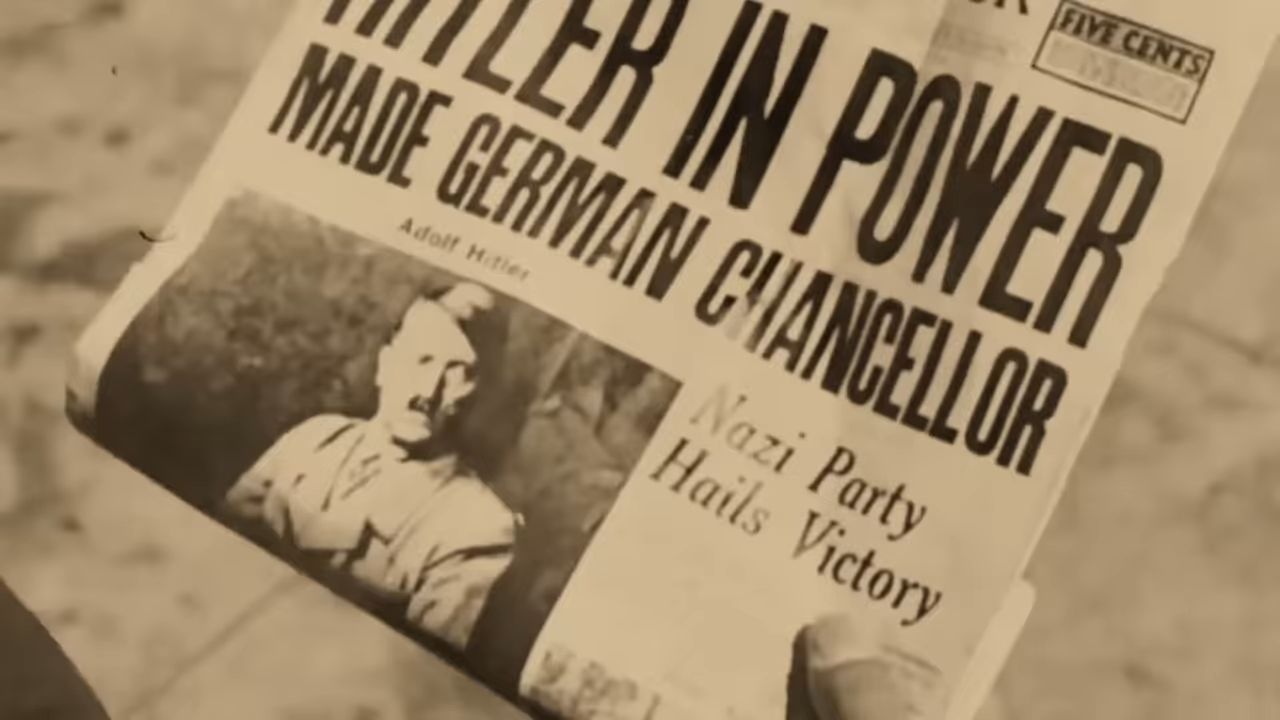 FIVE CENTS
HITLER IN POWER
MADE GERMAN CHANCELLOR
Adolf Hitler
Nazi Party
Hails Victory